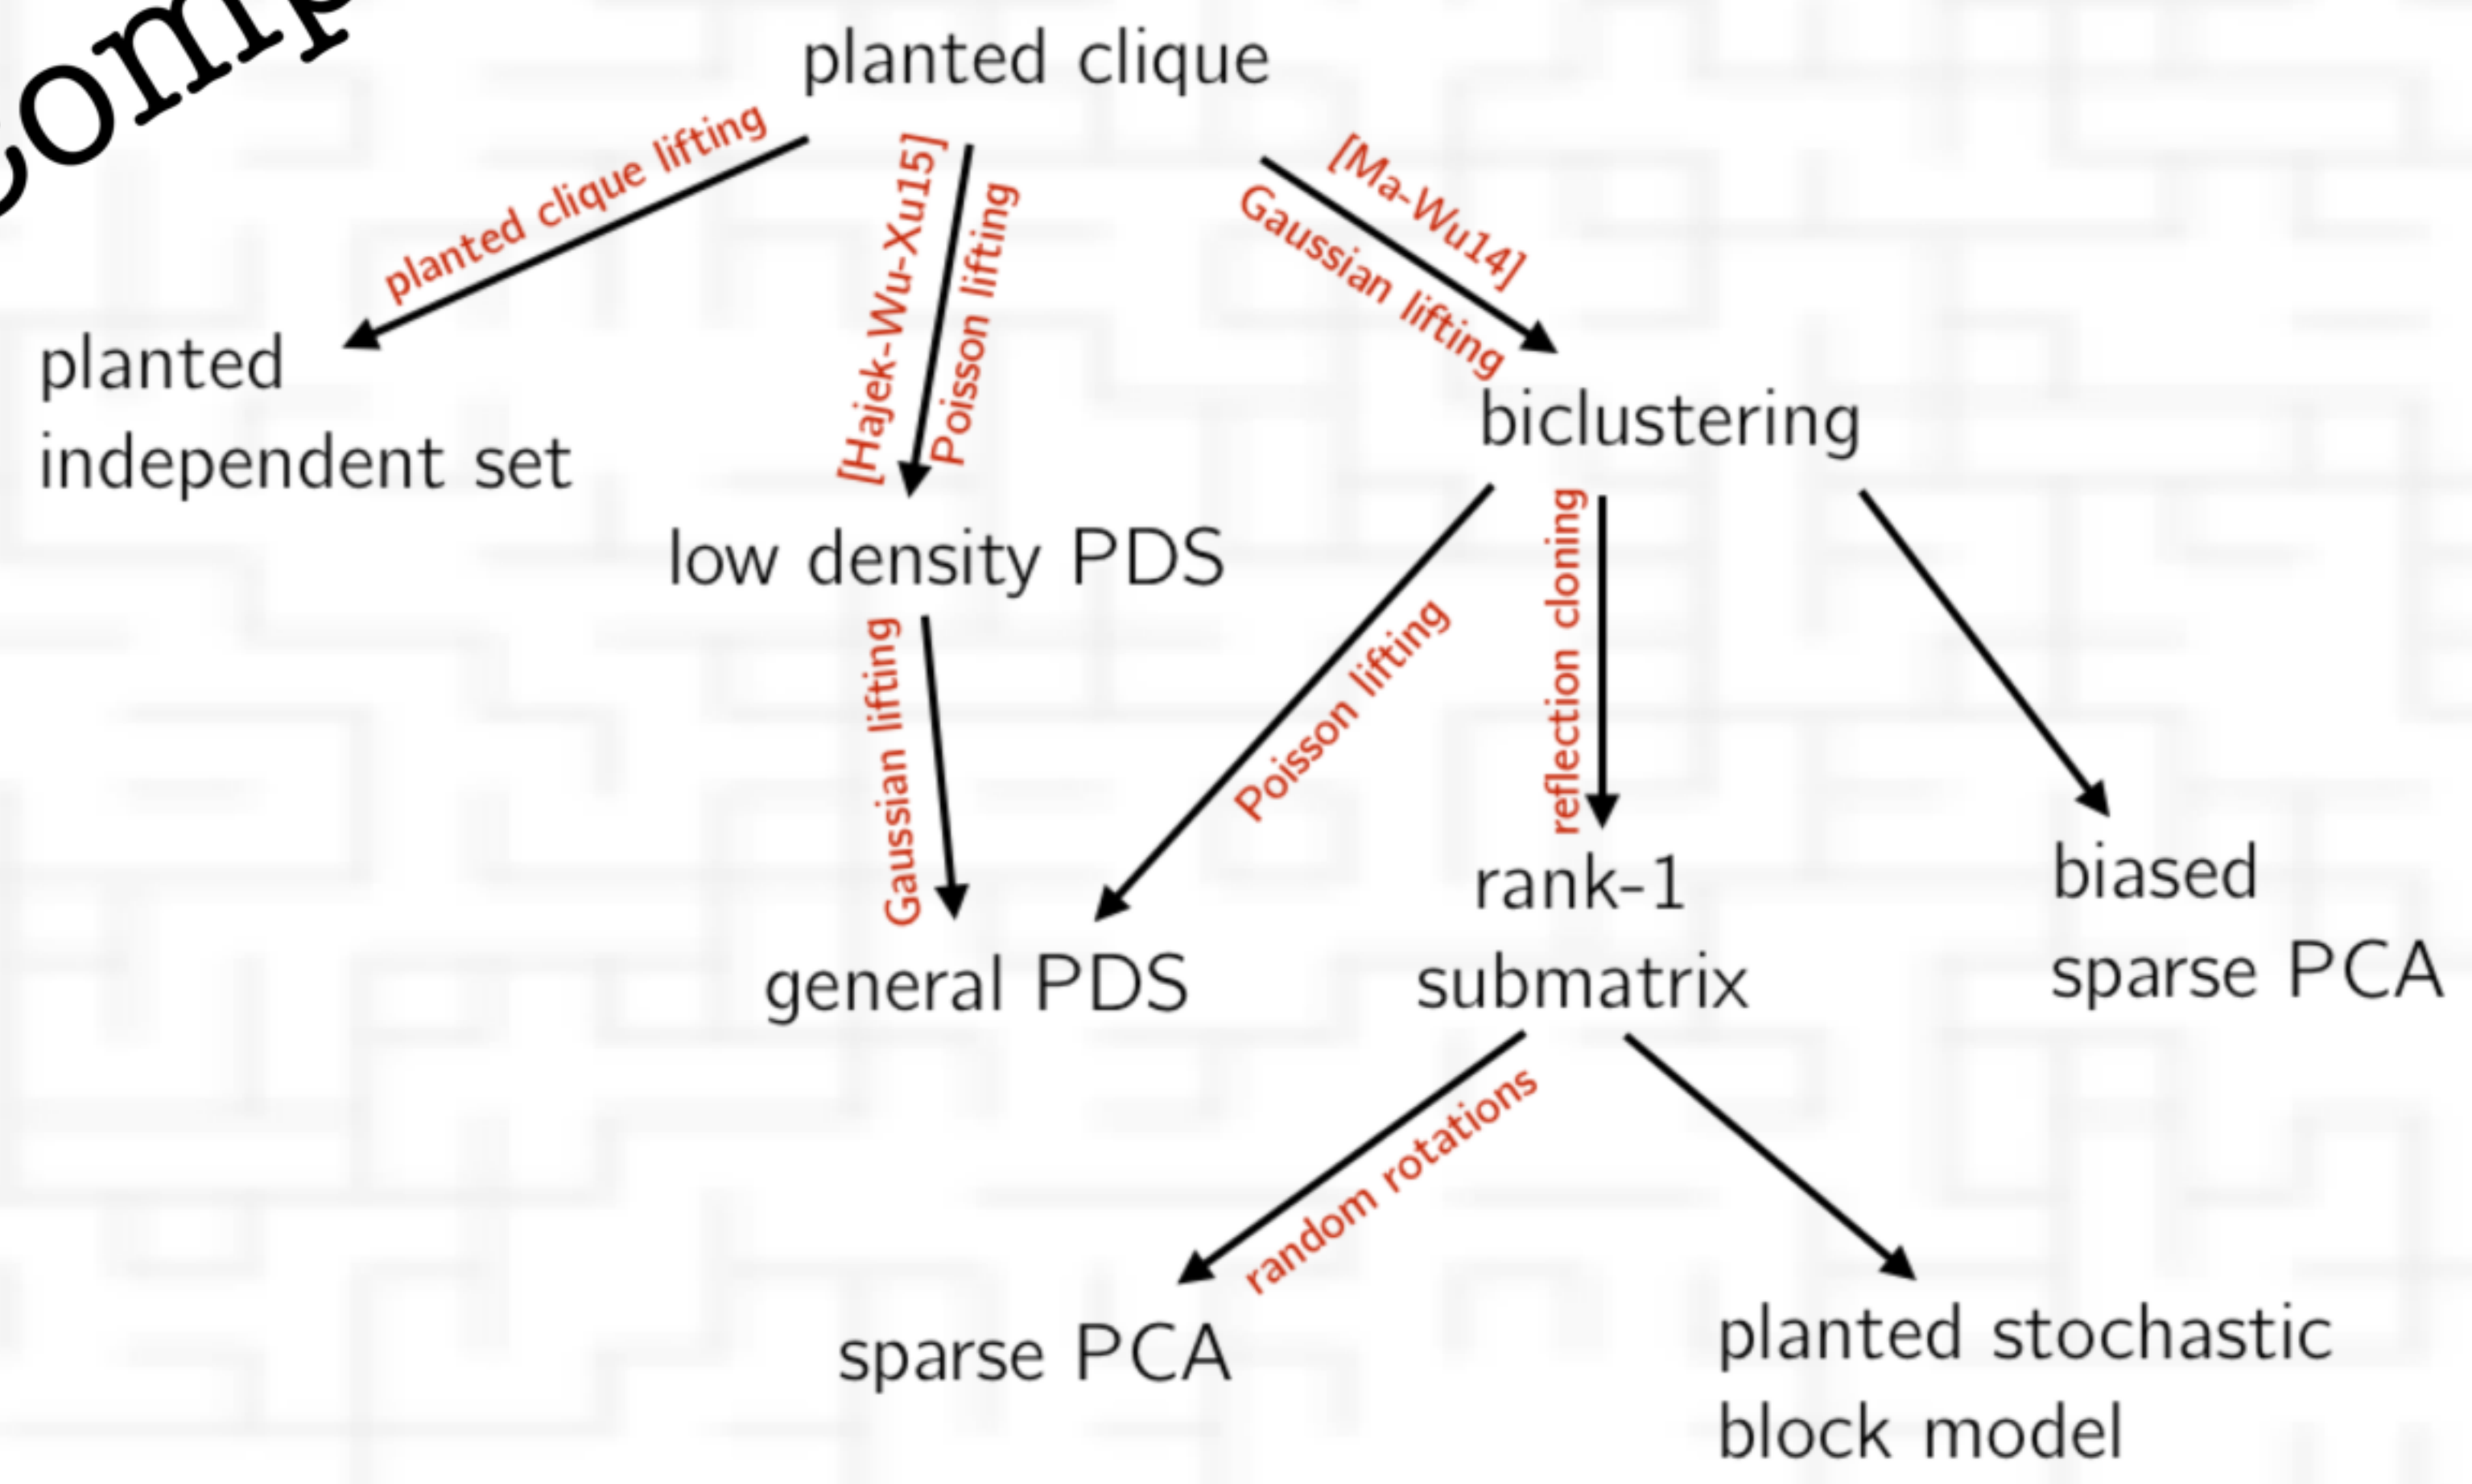 comp
planted clique
planted clique lifting
[Hajek-Wu-Xu15]
Poisson lifting
[Ma-Wu14]
Gaussian lifting
planted
independent set
biclustering
low density PDS
Gaussian lifting
Poisson lifting
reflection cloning
rank-1
submatrix
biased
sparse PCA
general PDS
random rotations
sparse PCA
planted stochastic
block model